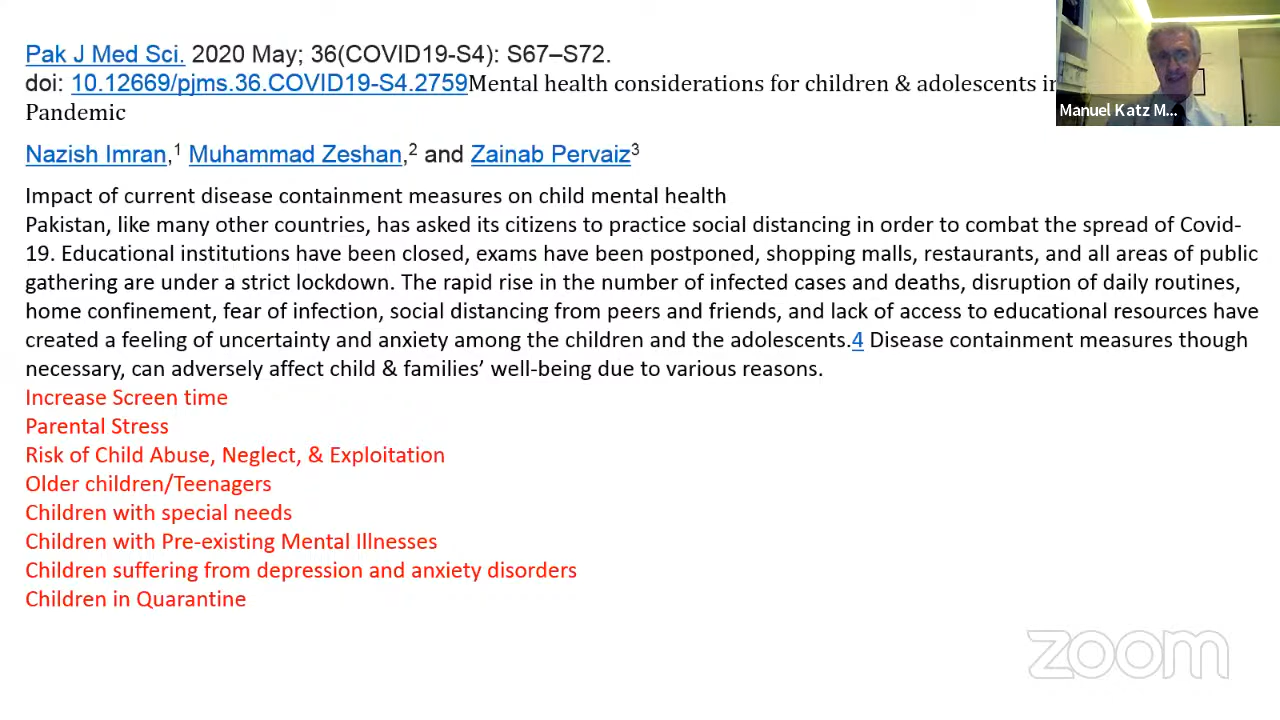 Pak J Med Sci. 2020 May; 36(COVID19-S4): S67–S72.
doi: 10.12669/pjms.36.COVID19-S4.2759Mental health considerations for children & adolescents in
Pandemic
Nazish Imran,1 Muhammad Zeshan,2 and Zainab Pervaiz3
Impact of current disease containment measures on child mental health
Pakistan, like many other countries, has asked its citizens to practice social distancing in order to combat the spread of Covid-
19. Educational institutions have been closed, exams have been postponed, shopping malls, restaurants, and all areas of public
gathering are under a strict lockdown. The rapid rise in the number of infected cases and deaths, disruption of daily routines,
home confinement, fear of infection, social distancing from peers and friends, and lack of access to educational resources have
created a feeling of uncertainty and anxiety among the children and the adolescents.4 Disease containment measures though
necessary, can adversely affect child & families’ well-being due to various reasons.
Increase Screen time
Parental Stress
Risk of Child Abuse, Neglect, & Exploitation
Older children/Teenagers
Children with special needs
Children with Pre-existing Mental Illnesses
Children suffering from depression and anxiety disorders
Children in Quarantine
Manuel Katz M...
zoom